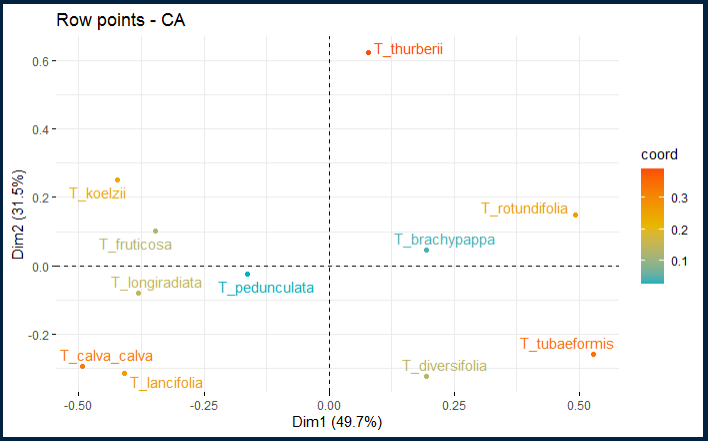 Row points - CA
T_thurberii
T_koelzii
T_rotundifolia
T_fruticosa
T_brachypappa
T_longiradiata
T_pedunculata
T_tubaeformis
T_calva_calva
T_diversifolia
T_lancifolia
0.6
0.4
0.2
0.0
-0.2
Dim2 (31.5%)
-0.50
-0.25
0.00
0.25
0.50
Dim1 (49.7%)
coord
0.3
0.2
0.1